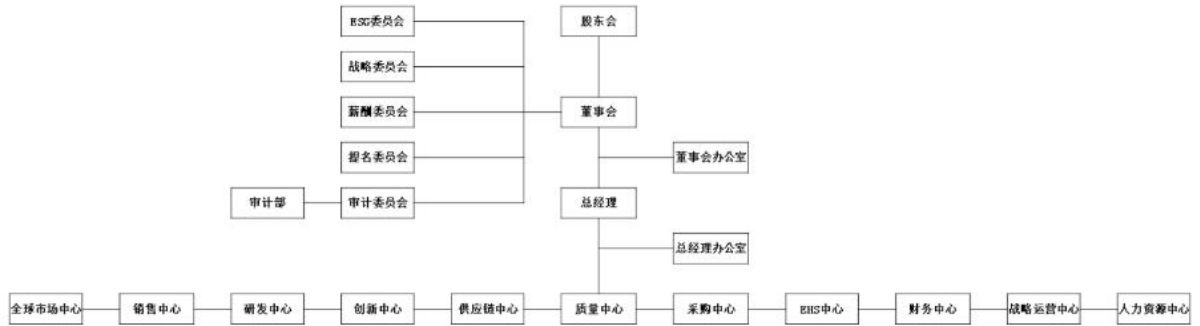 ESG委员会
股东会
战略委员会
薪酬委员会
董事会
提名委员会
董事会办公室
审计部
审计委员会
总经理
总经理办公室
全球市场中心
销售中心
研发中心
创新中心
供应链中心
质量中心
采购中心
EHS中心
财务中心
战略运营中心
人力资源中心